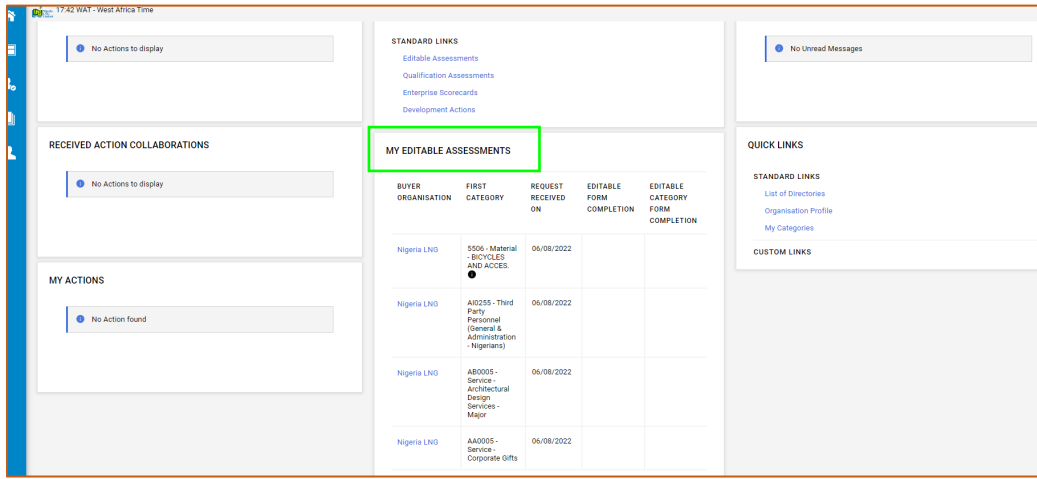 17:42 WAT - West Africa Time
No Actions to display
STANDARD LINKS
Editable Assessments
Qualification Assessments
Enterprise Scorecards
Development Actions
No Unread Messages
RECEIVED ACTION COLLABORATIONS
No Actions to display
MY ACTIONS
No Action found
MY EDITABLE ASSESSMENTS
BUYER ORGANISATION
FIRST CATEGORY
REQUEST RECEIVED ON
EDITABLE FORM COMPLETION
EDITABLE CATEGORY FORM COMPLETION
Nigeria LNG
5506 - Material
- BICYCLES
AND ACCES.
06/08/2022
Nigeria LNG
AI0255 - Third
Party
Personnel
(General &
Administration
- Nigerians)
06/08/2022
Nigeria LNG
AB0005 -
Service -
Architectural
Design
Services -
Major
06/08/2022
Nigeria LNG
AA0005 -
Service -
Corporate Gifts
06/08/2022
QUICK LINKS
STANDARD LINKS
List of Directories
Organisation Profile
My Categories
CUSTOM LINKS